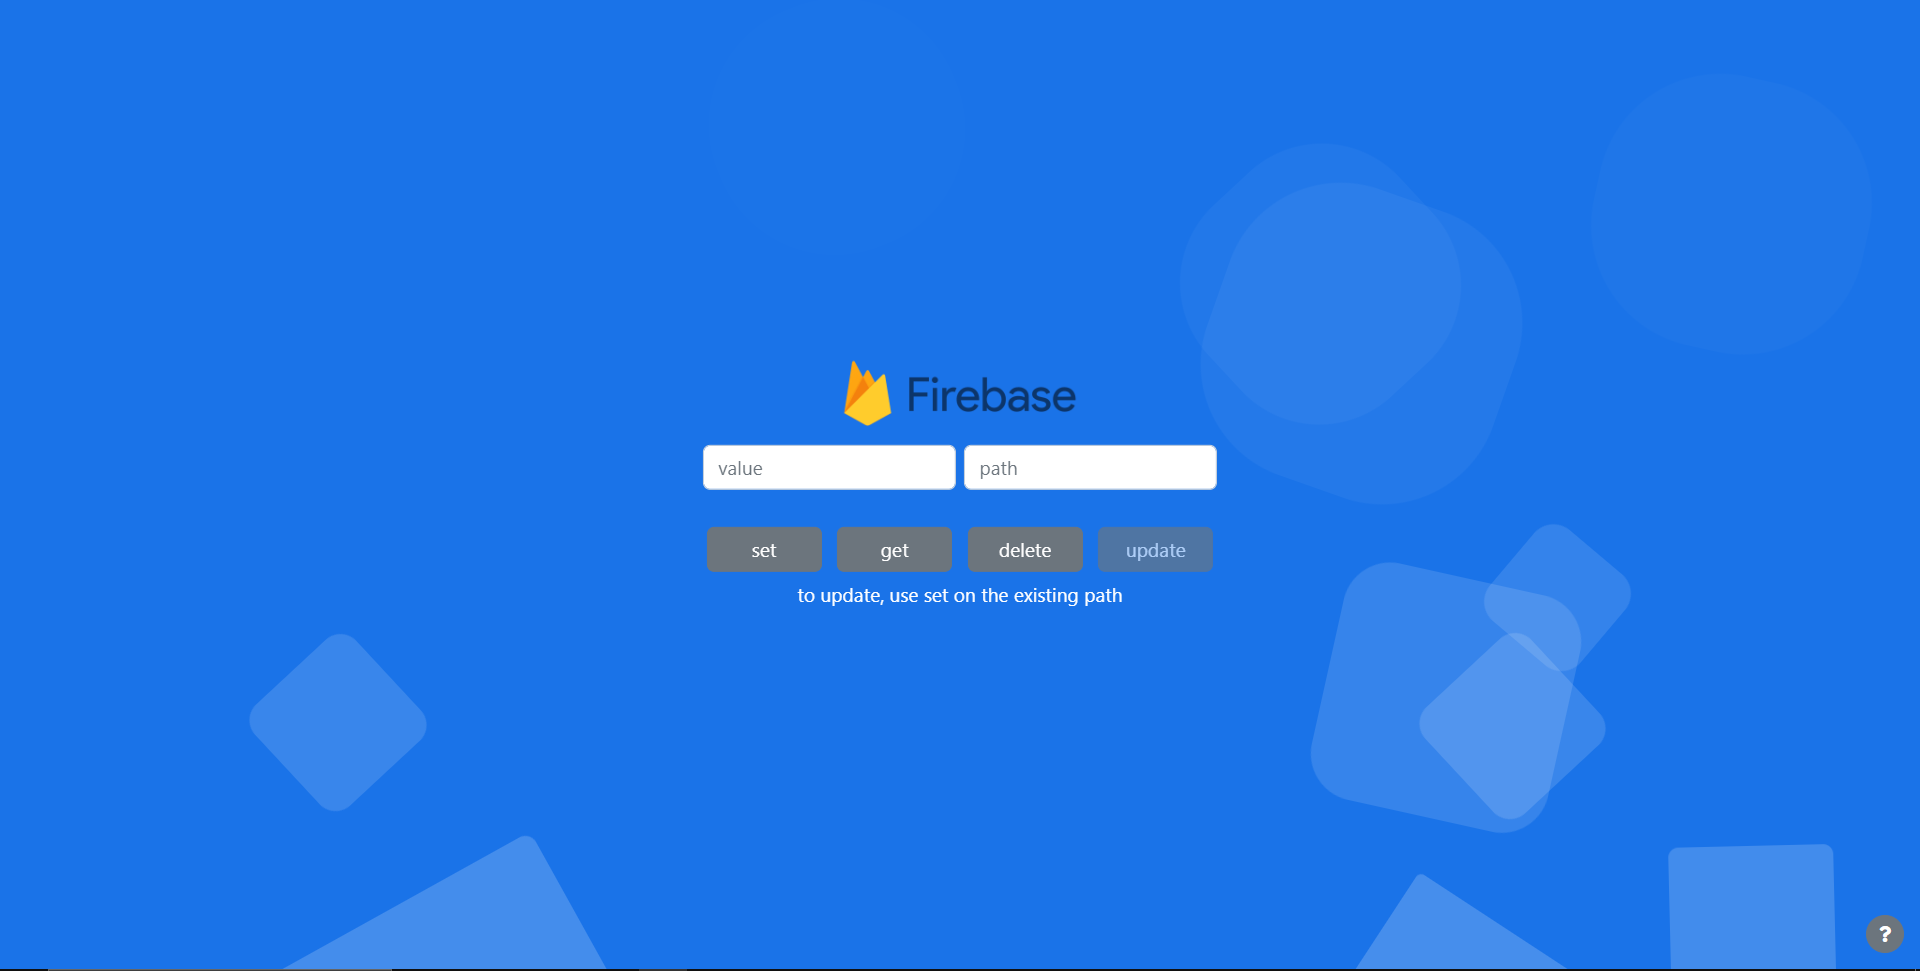 Firebase
value path
set get delete update
to update, use set on the existing path
?